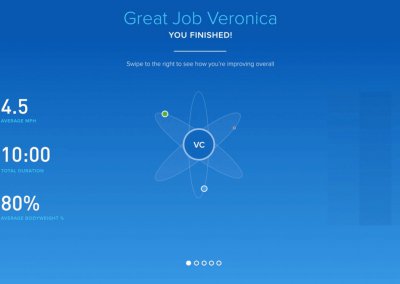 Great Job Veronica
YOU FINISHED!
Swipe to the right to see how you're improving overall
4.5
AVERAGE MPH
10:00
TOTAL DURATION
80%
AVERAGE BODYWEIGHT %
VC